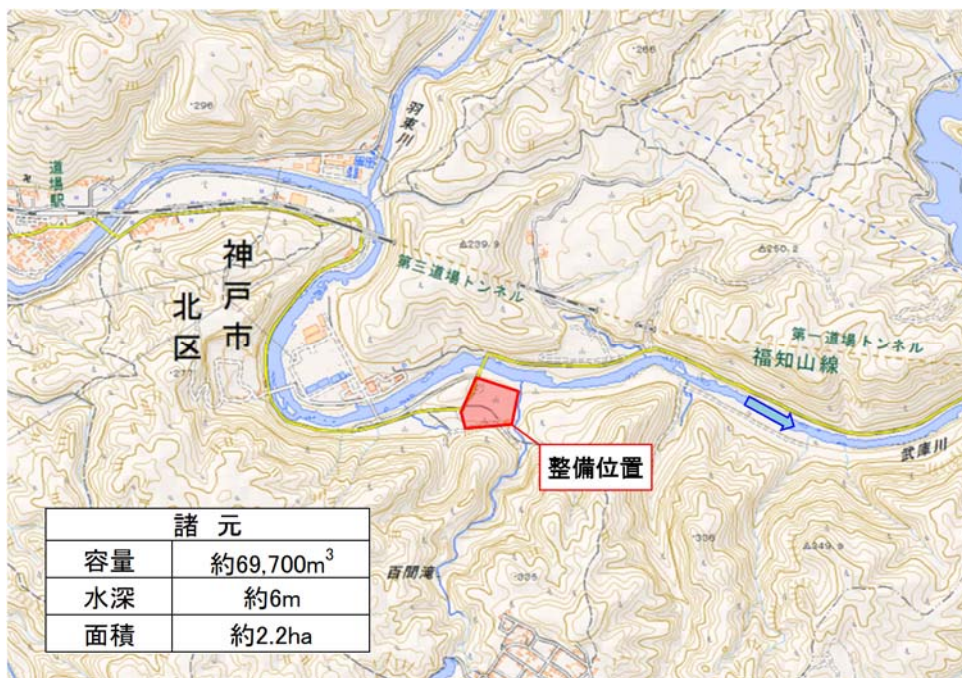 ・266
・296
羽東川
道場駅
神戸市
北区
△239.9
△250.2
第三道場トンネル
第一道場トンネル
福知山線
・277
整備位置
武庫川
諸 元
容量 約69,700m³
水深 約6m
面積 約2.2ha
百間滝
・335
・336
△349.8